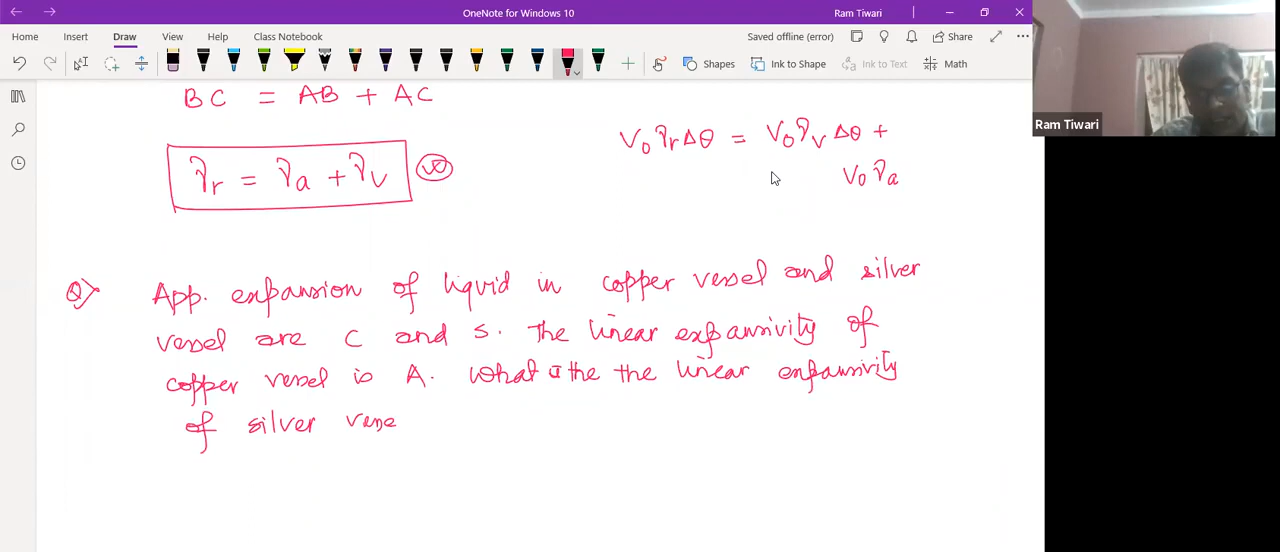 OneNote for Windows 10
Ram Tiwari
Home Insert Draw View Help Class Notebook
Saved offline (error)
Share
Shapes
Ink to Shape
Ink to Text
Math
Ram Tiwari
BC = AB + AC
γr = γa + γv
V₀γrΔθ = V₀γvΔθ +
V₀γa
Q> App. expansion of liquid in copper vessel and silver
vessel are C and S. The linear expansivity of
copper vessel is A. What is the the linear expansivity
of silver vesse